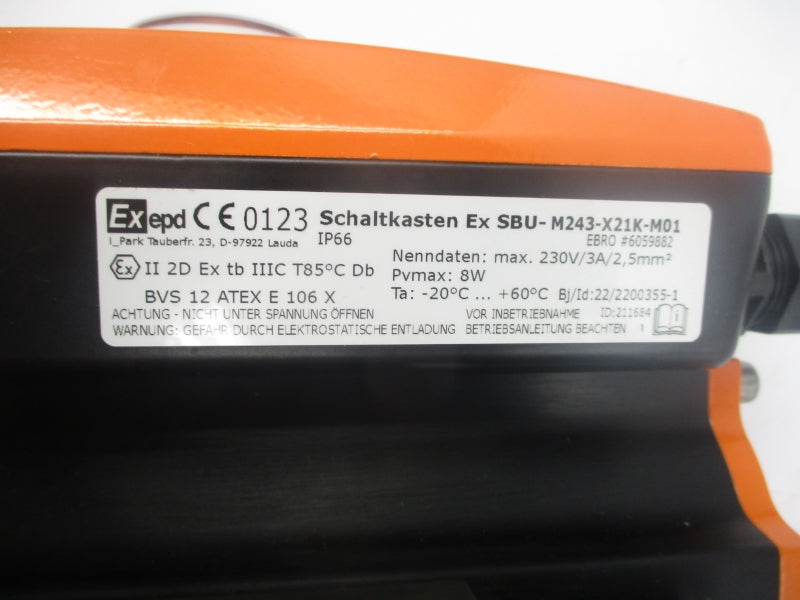 Ex epd CE 0123 Schaltkasten Ex SBU- M243-X21K-M01
i_Park Tauberfr. 23, D-97922 Lauda IP66 EBRO #6059882
Ex II 2D Ex tb IIIC T85°C Db Nenndaten: max. 230V/3A/2,5mm²
Pvmax: 8W
BVS 12 ATEX E 106 X Ta: -20°C ... +60°C Bj/Id:22/2200355-1
ACHTUNG - NICHT UNTER SPANNUNG ÖFFNEN VOR INBETRIEBNAHME ID:211684
WARNUNG: GEFAHR DURCH ELEKTROSTATISCHE ENTLADUNG BETRIEBSANLEITUNG BEACHTEN ! i